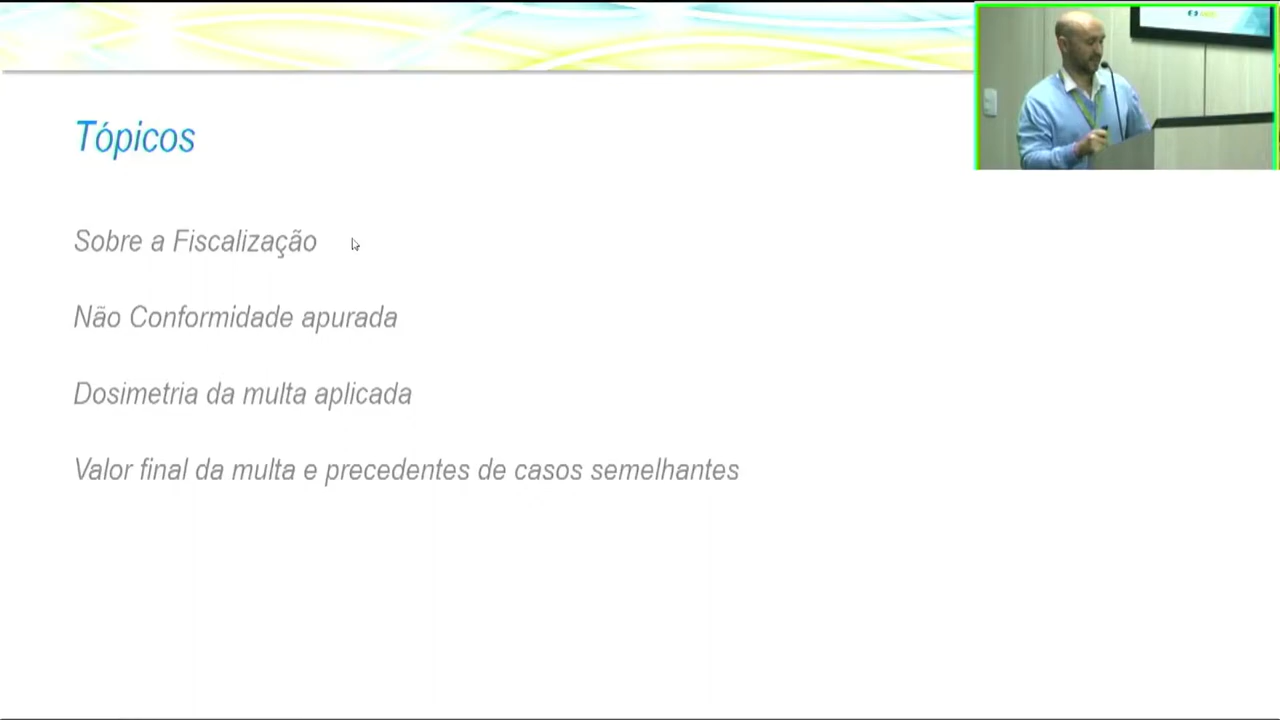 Tópicos
Sobre a Fiscalização
Não Conformidade apurada
Dosimetria da multa aplicada
Valor final da multa e precedentes de casos semelhantes